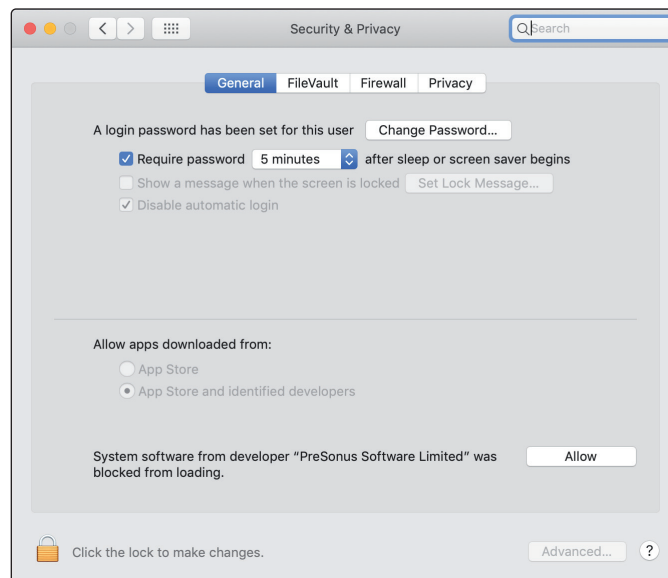 Security & Privacy
Search
General FileVault Firewall Privacy
A login password has been set for this user Change Password...
Require password 5 minutes after sleep or screen saver begins
Show a message when the screen is locked Set Lock Message...
Disable automatic login
Allow apps downloaded from:
App Store
App Store and identified developers
System software from developer “PreSonus Software Limited” was
blocked from loading.
Allow
Click the lock to make changes.
Advanced... ?